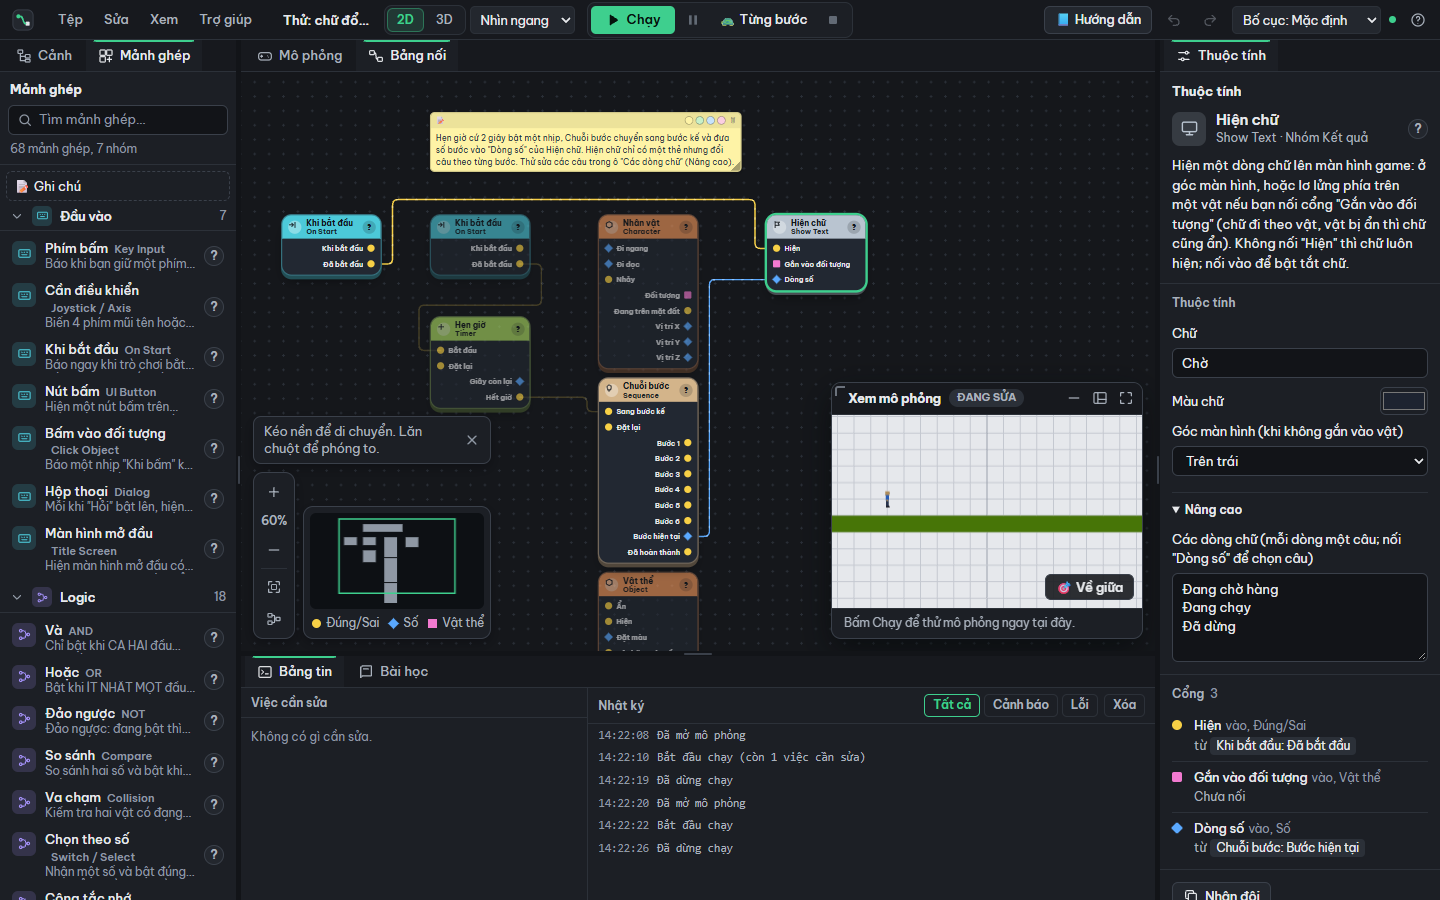 Tệp
Sửa
Xem
Trợ giúp
Thử: chữ đổ...
2D
3D
Nhìn ngang
Chạy
Từng bước
Hướng dẫn
Bố cục: Mặc định
Cảnh
Mảnh ghép
Mảnh ghép
Tìm mảnh ghép...
68 mảnh ghép, 7 nhóm
Ghi chú
Đầu vào
7
Phím bấm Key Input
Báo khi bạn giữ một phím...
Cần điều khiển
Joystick / Axis
Biến 4 phím mũi tên hoặc...
Khi bắt đầu On Start
Báo ngay khi trò chơi bắt...
Nút bấm UI Button
Hiện một nút bấm trên...
Bấm vào đối tượng
Click Object
Báo một nhịp "Khi bấm" k...
Hộp thoại Dialog
Mỗi khi "Hỏi" bật lên, hiện...
Màn hình mở đầu
Title Screen
Hiện màn hình mở đầu có...
Logic
18
Và AND
Chỉ bật khi CẢ HAI đầu...
Hoặc OR
Bật khi ÍT NHẤT MỘT đầu...
Đảo ngược NOT
Đảo ngược: đang bật thì...
So sánh Compare
So sánh hai số và bật khi...
Va chạm Collision
Kiểm tra hai vật có đang...
Chọn theo số
Switch / Select
Nhận một số và bật đúng...
Công tắc nhớ
Mô phỏng
Bảng nối
Hẹn giờ cứ 2 giây bật một nhịp, Chuỗi bước chuyển sang bước kế và đưa
số bước vào "Dòng số" của Hiện chữ. Hiện chữ chỉ có một thẻ nhưng đổi
câu theo từng bước. Thử sửa các câu trong ô "Các dòng chữ" (Nâng cao).
Khi bắt đầu
On Start
Khi bắt đầu
Đã bắt đầu
Khi bắt đầu
On Start
Khi bắt đầu
Đã bắt đầu
Nhân vật
Character
Đi ngang
Đi dọc
Nhảy
Đối tượng
Đang trên mặt đất
Vị trí X
Vị trí Y
Vị trí Z
Hiện chữ
Show Text
Hiện
Gắn vào đối tượng
Dòng số
Hẹn giờ
Timer
Bắt đầu
Đặt lại
Giây còn lại
Hết giờ
Chuỗi bước
Sequence
Sang bước kế
Đặt lại
Bước 1
Bước 2
Bước 3
Bước 4
Bước 5
Bước 6
Bước hiện tại
Đã hoàn thành
Vật thể
Object
Ẩn
Hiện
Đặt màu
Kéo nền để di chuyển. Lăn
chuột để phóng to.
60%
Đúng/Sai
Số
Vật thể
Xem mô phỏng
ĐANG SỬA
Về giữa
Bấm Chạy để thử mô phỏng ngay tại đây.
Bảng tin
Bài học
Việc cần sửa
Không có gì cần sửa.
Nhật ký
Tất cả
Cảnh báo
Lỗi
Xóa
14:22:08 Đã mở mô phỏng
14:22:10 Bắt đầu chạy (còn 1 việc cần sửa)
14:22:19 Đã dừng chạy
14:22:20 Đã mở mô phỏng
14:22:22 Bắt đầu chạy
14:22:26 Đã dừng chạy
Thuộc tính
Thuộc tính
Hiện chữ
Show Text · Nhóm Kết quả
Hiện một dòng chữ lên màn hình game: ở
góc màn hình, hoặc lơ lửng phía trên
một vật nếu bạn nối cổng "Gắn vào đối
tượng" (chữ đi theo vật, vật bị ẩn thì chữ
cũng ẩn). Không nối "Hiện" thì chữ luôn
hiện; nối vào để bật tắt chữ.
Thuộc tính
Chữ
Chờ
Màu chữ
Góc màn hình (khi không gắn vào vật)
Trên trái
Nâng cao
Các dòng chữ (mỗi dòng một câu; nối
"Dòng số" để chọn câu)
Đang chờ hàng
Đang chạy
Đã dừng
Cổng 3
Hiện vào, Đúng/Sai
từ Khi bắt đầu: Đã bắt đầu
Gắn vào đối tượng vào, Vật thể
Chưa nối
Dòng số vào, Số
từ Chuỗi bước: Bước hiện tại
Nhân đôi